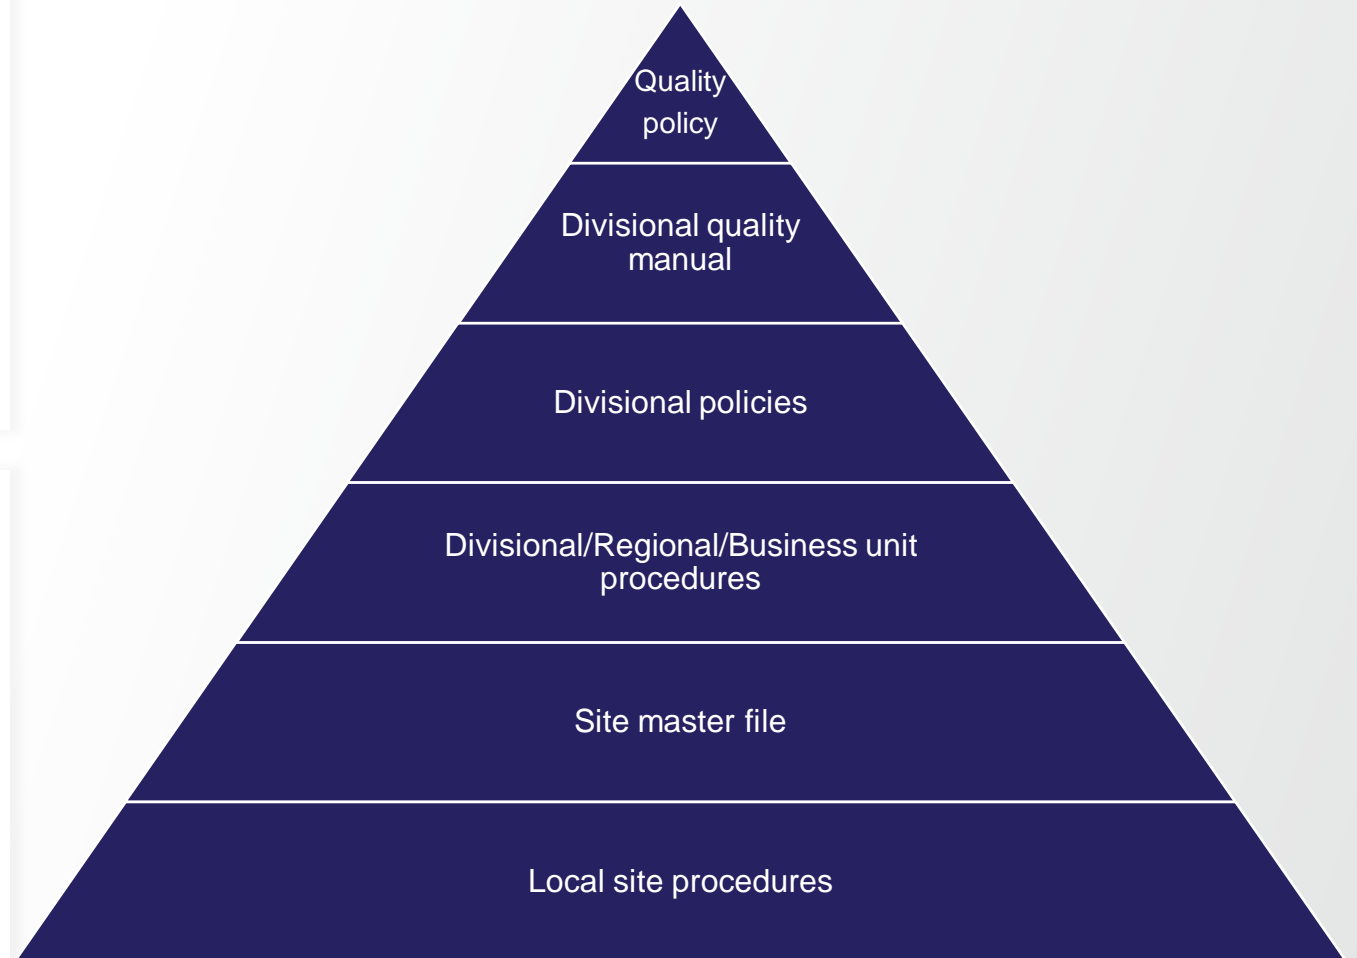 Quality
policy
Divisional quality
manual
Divisional policies
Divisional/Regional/Business unit
procedures
Site master file
Local site procedures